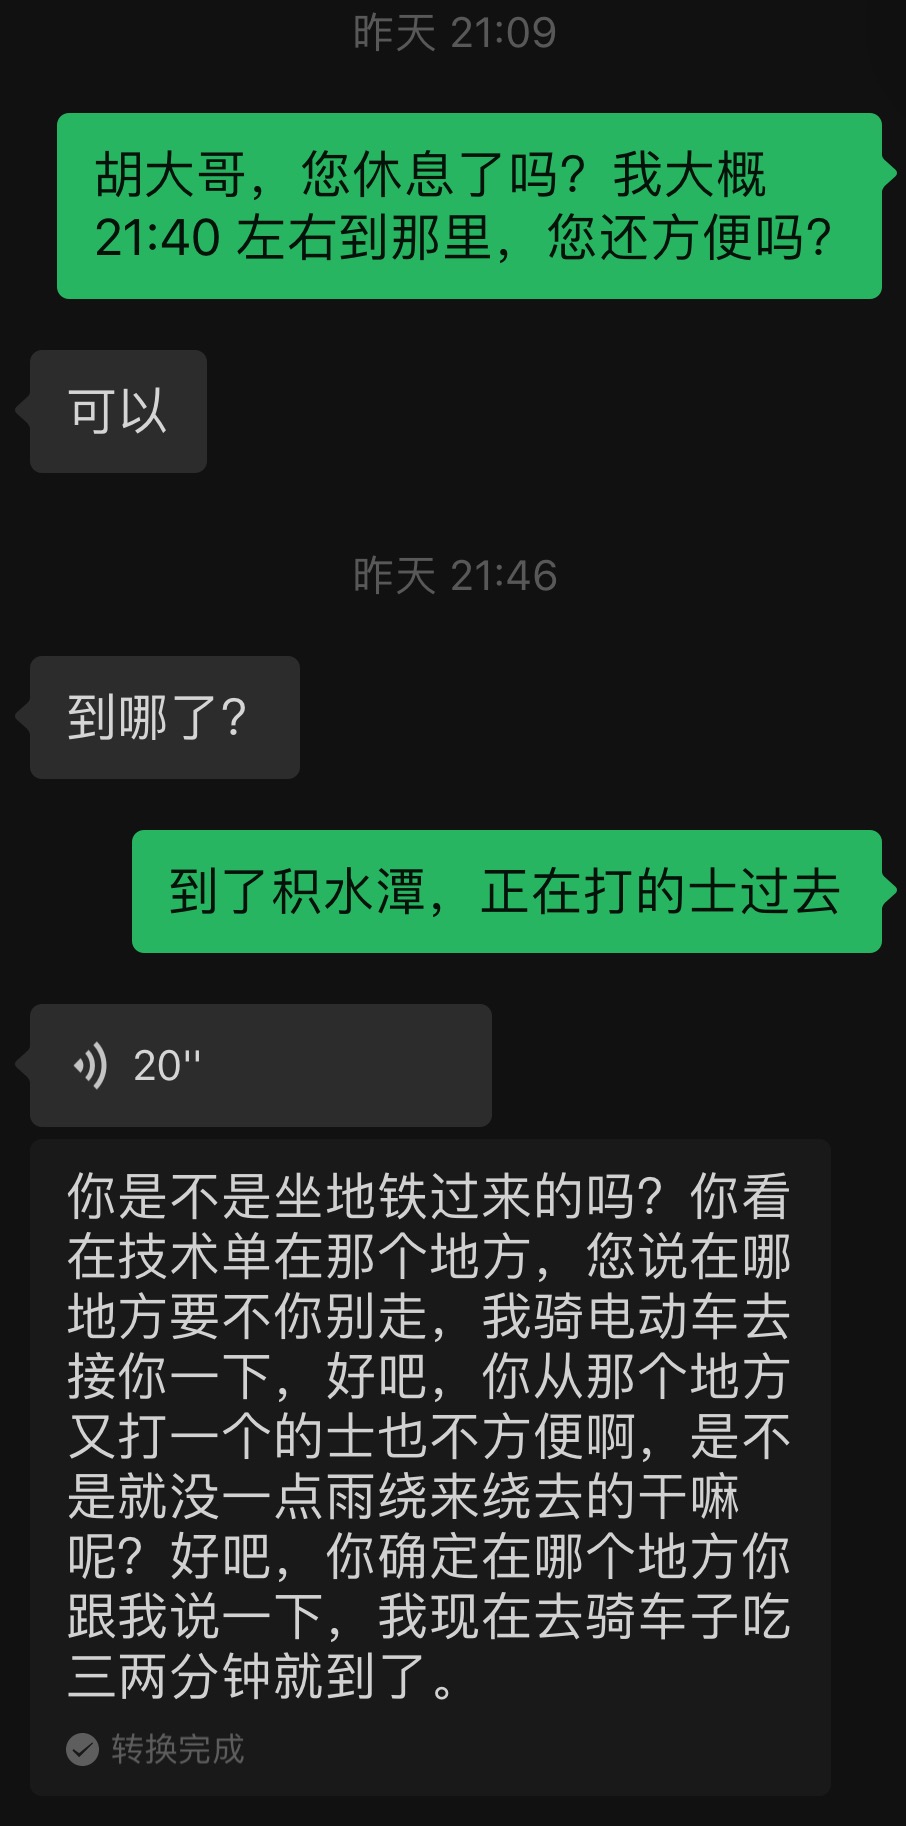 昨天 21:09
胡大哥，您休息了吗？我大概
21:40 左右到那里，您还方便吗？
可以
昨天 21:46
到哪了？
到了积水潭，正在打的士过去
20"
你是不是坐地铁过来的吗？你看
在技术单在那个地方，您说在哪
地方要不你别走，我骑电动车去
接你一下，好吧，你从那个地方
又打一个的士也不方便啊，是不
是就没一点雨绕来绕去的干嘛
呢？好吧，你确定在哪个地方你
跟我说一下，我现在去骑车子吃
三两分钟就到了。
转换完成